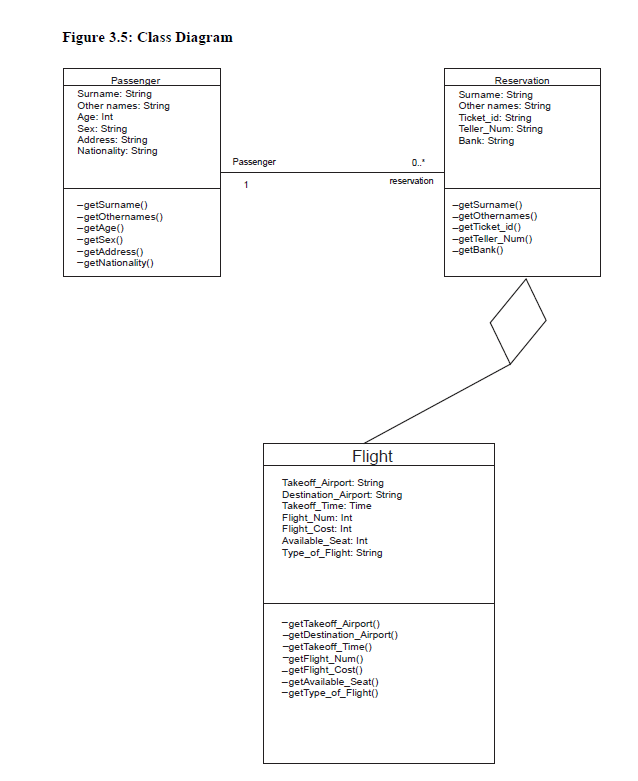 Figure 3.5: Class Diagram
Passenger
Surname: String
Other names: String
Age: Int
Sex: String
Address: String
Nationality: String
–getSurname()
–getOthernames()
–getAge()
–getSex()
–getAddress()
–getNationality()
Passenger
1
0..*
reservation
Reservation
Surname: String
Other names: String
Ticket_id: String
Teller_Num: String
Bank: String
–getSurname()
–getOthernames()
–getTicket_id()
–getTeller_Num()
–getBank()
Flight
Takeoff_Airport: String
Destination_Airport: String
Takeoff_Time: Time
Flight_Num: Int
Flight_Cost: Int
Available_Seat: Int
Type_of_Flight: String
–getTakeoff_Airport()
–getDestination_Airport()
–getTakeoff_Time()
–getFlight_Num()
–getFlight_Cost()
–getAvailable_Seat()
–getType_of_Flight()